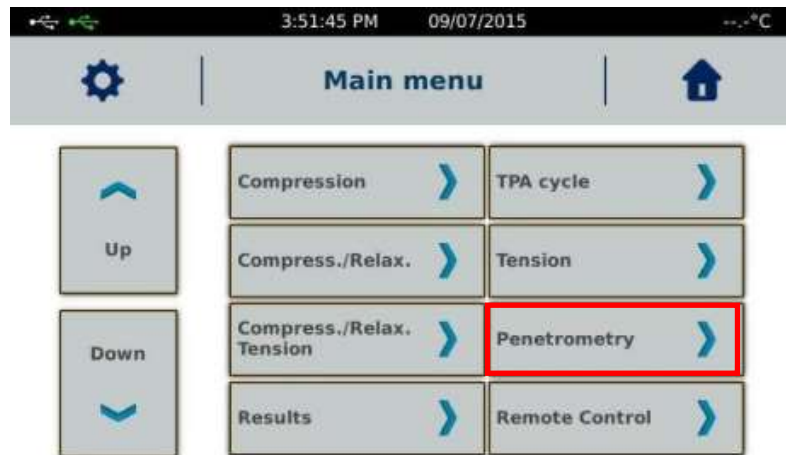 3:51:45 PM 09/07/2015 --.-°C
Main menu
Up
Down
Compression
TPA cycle
Compress./Relax.
Tension
Compress./Relax.
Tension
Penetrometry
Results
Remote Control